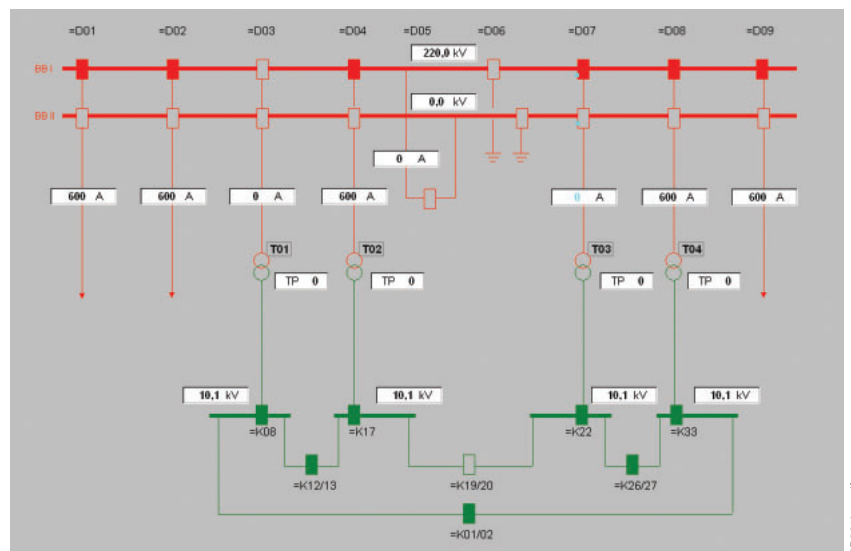 =D01 =D02 =D03 =D04 =D05 =D06 =D07 =D08 =D09
220,0 kV
BB I
0,0 kV
BB II
0 A
600 A 600 A 0 A 600 A 0 A 600 A 600 A
T01 T02 T03 T04
TP 0 TP 0 TP 0 TP 0
10,1 kV 10,1 kV 10,1 kV 10,1 kV
=K08 =K17 =K22 =K33
=K12/13 =K19/20 =K26/27
=K01/02